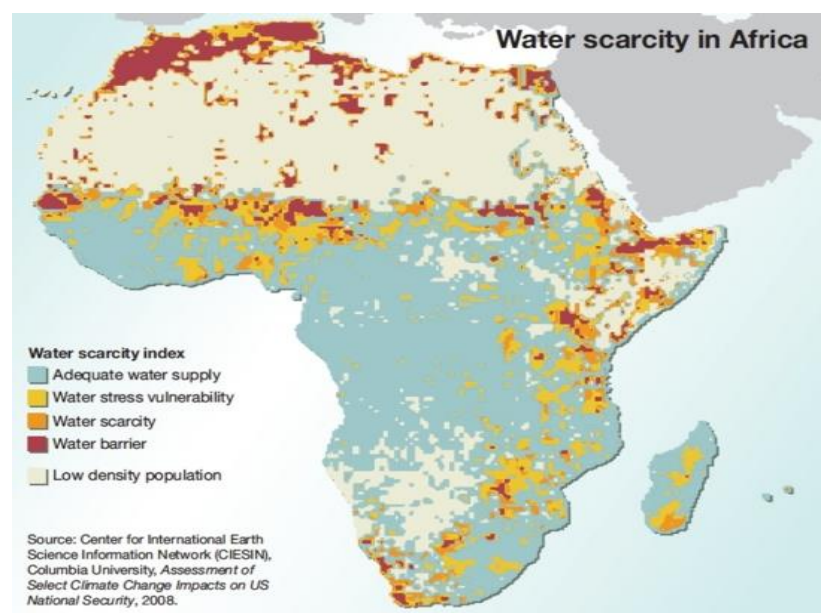 Water scarcity in Africa
Water scarcity index
Adequate water supply
Water stress vulnerability
Water scarcity
Water barrier
Low density population
Source: Center for International Earth
Science Information Network (CIESIN),
Columbia University, Assessment of
Select Climate Change Impacts on US
National Security, 2008.